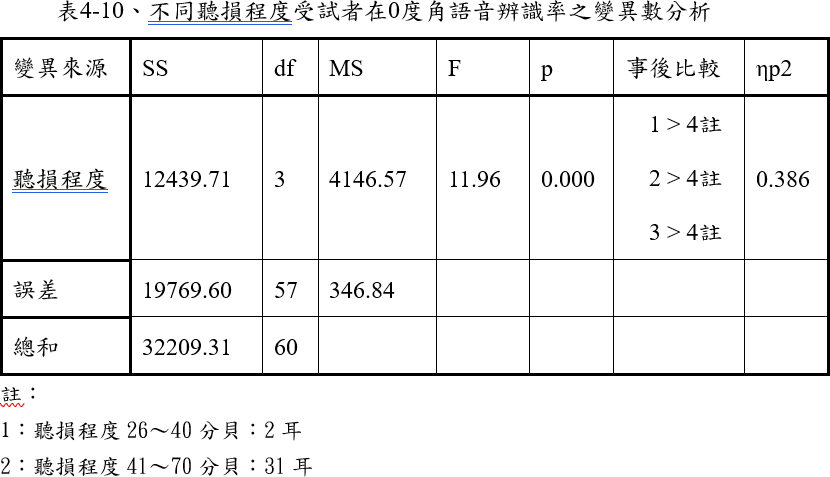 表4-10、不同聽損程度受試者在0度角語音辨識率之變異數分析
變異來源 SS df MS F p 事後比較 ηp2
聽損程度 12439.71 3 4146.57 11.96 0.000 1 > 4註 2 > 4註 3 > 4註 0.386
誤差 19769.60 57 346.84
總和 32209.31 60
註：
1：聽損程度 26～40 分貝：2 耳
2：聽損程度 41～70 分貝：31 耳